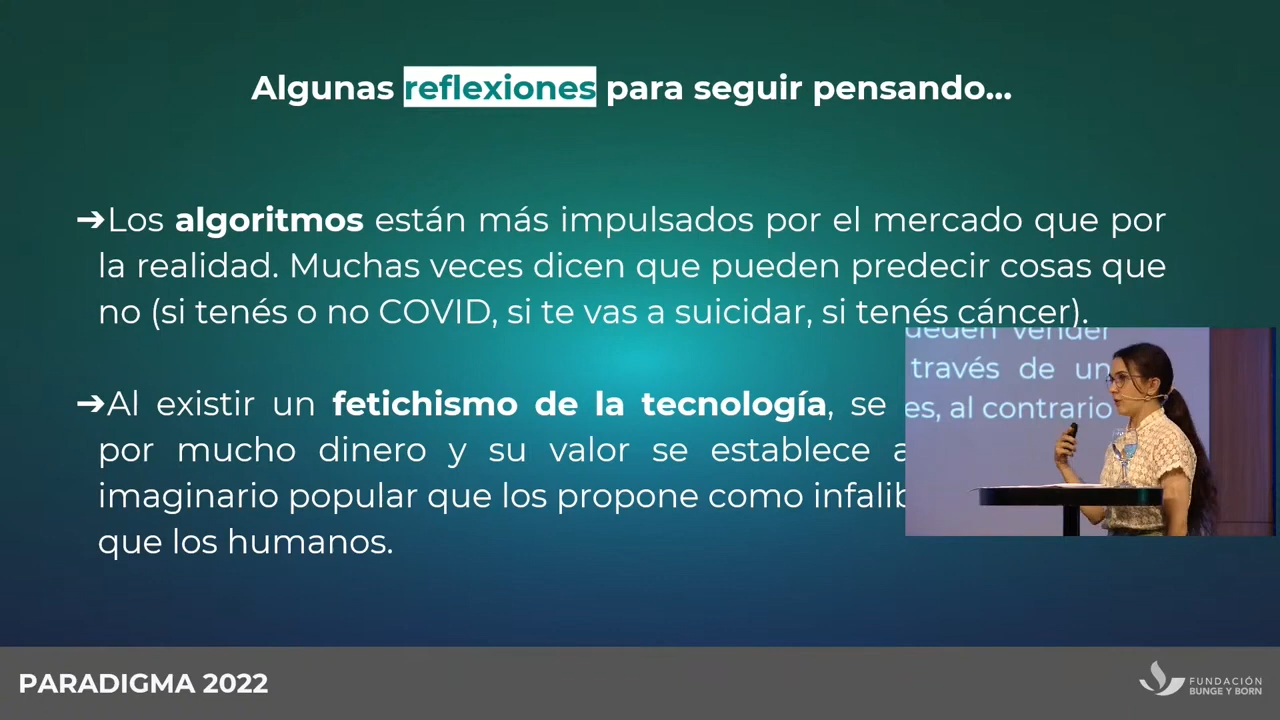 Algunas reflexiones para seguir pensando...
➔Los algoritmos están más impulsados por el mercado que por
la realidad. Muchas veces dicen que pueden predecir cosas que
no (si tenés o no COVID, si te vas a suicidar, si tenés cáncer).
➔Al existir un fetichismo de la tecnología, se
por mucho dinero y su valor se establece a
imaginario popular que los propone como infalib
que los humanos.
ueden vender
través de un
es, al contrario
PARADIGMA 2022
FUNDACIÓN
BUNGE Y BORN